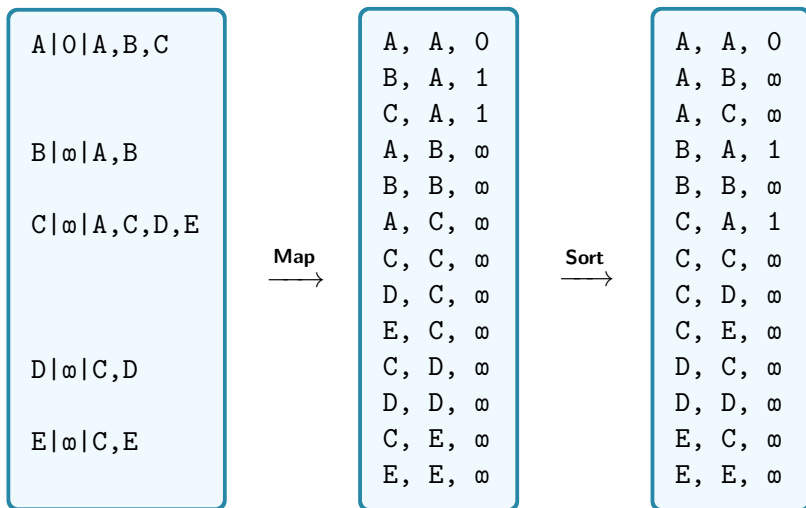 A|0|A,B,C
B|∞|A,B
C|∞|A,C,D,E
D|∞|C,D
E|∞|C,E
Map
A, A, 0
B, A, 1
C, A, 1
A, B, ∞
B, B, ∞
A, C, ∞
C, C, ∞
D, C, ∞
E, C, ∞
C, D, ∞
D, D, ∞
C, E, ∞
E, E, ∞
Sort
A, A, 0
A, B, ∞
A, C, ∞
B, A, 1
B, B, ∞
C, A, 1
C, C, ∞
C, D, ∞
C, E, ∞
D, C, ∞
D, D, ∞
E, C, ∞
E, E, ∞